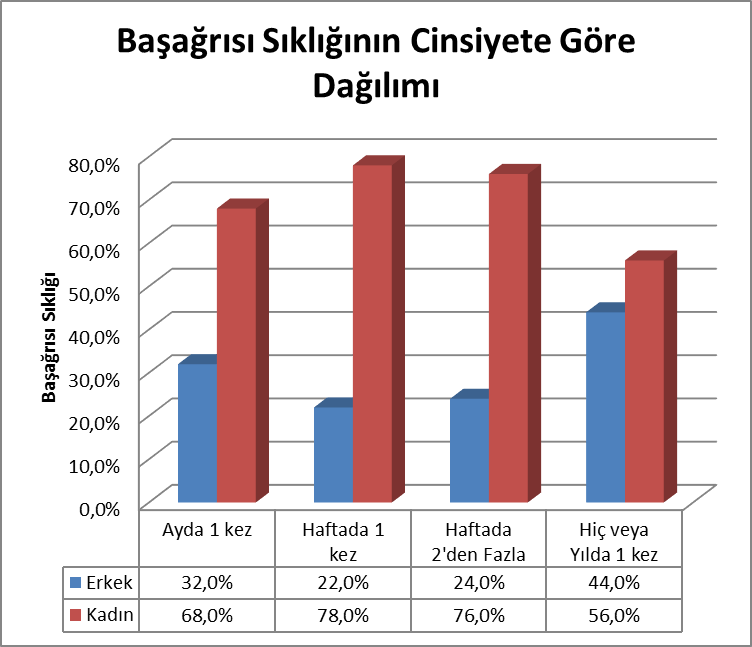 Başağrısı Sıklığının Cinsiyete Göre
Dağılımı
Başağrısı Sıklığı
80,0%
70,0%
60,0%
50,0%
40,0%
30,0%
20,0%
10,0%
0,0%
Ayda 1 kez
Haftada 1
kez
Haftada
2'den Fazla
Hiç veya
Yılda 1 kez
Erkek 32,0% 22,0% 24,0% 44,0%
Kadın 68,0% 78,0% 76,0% 56,0%